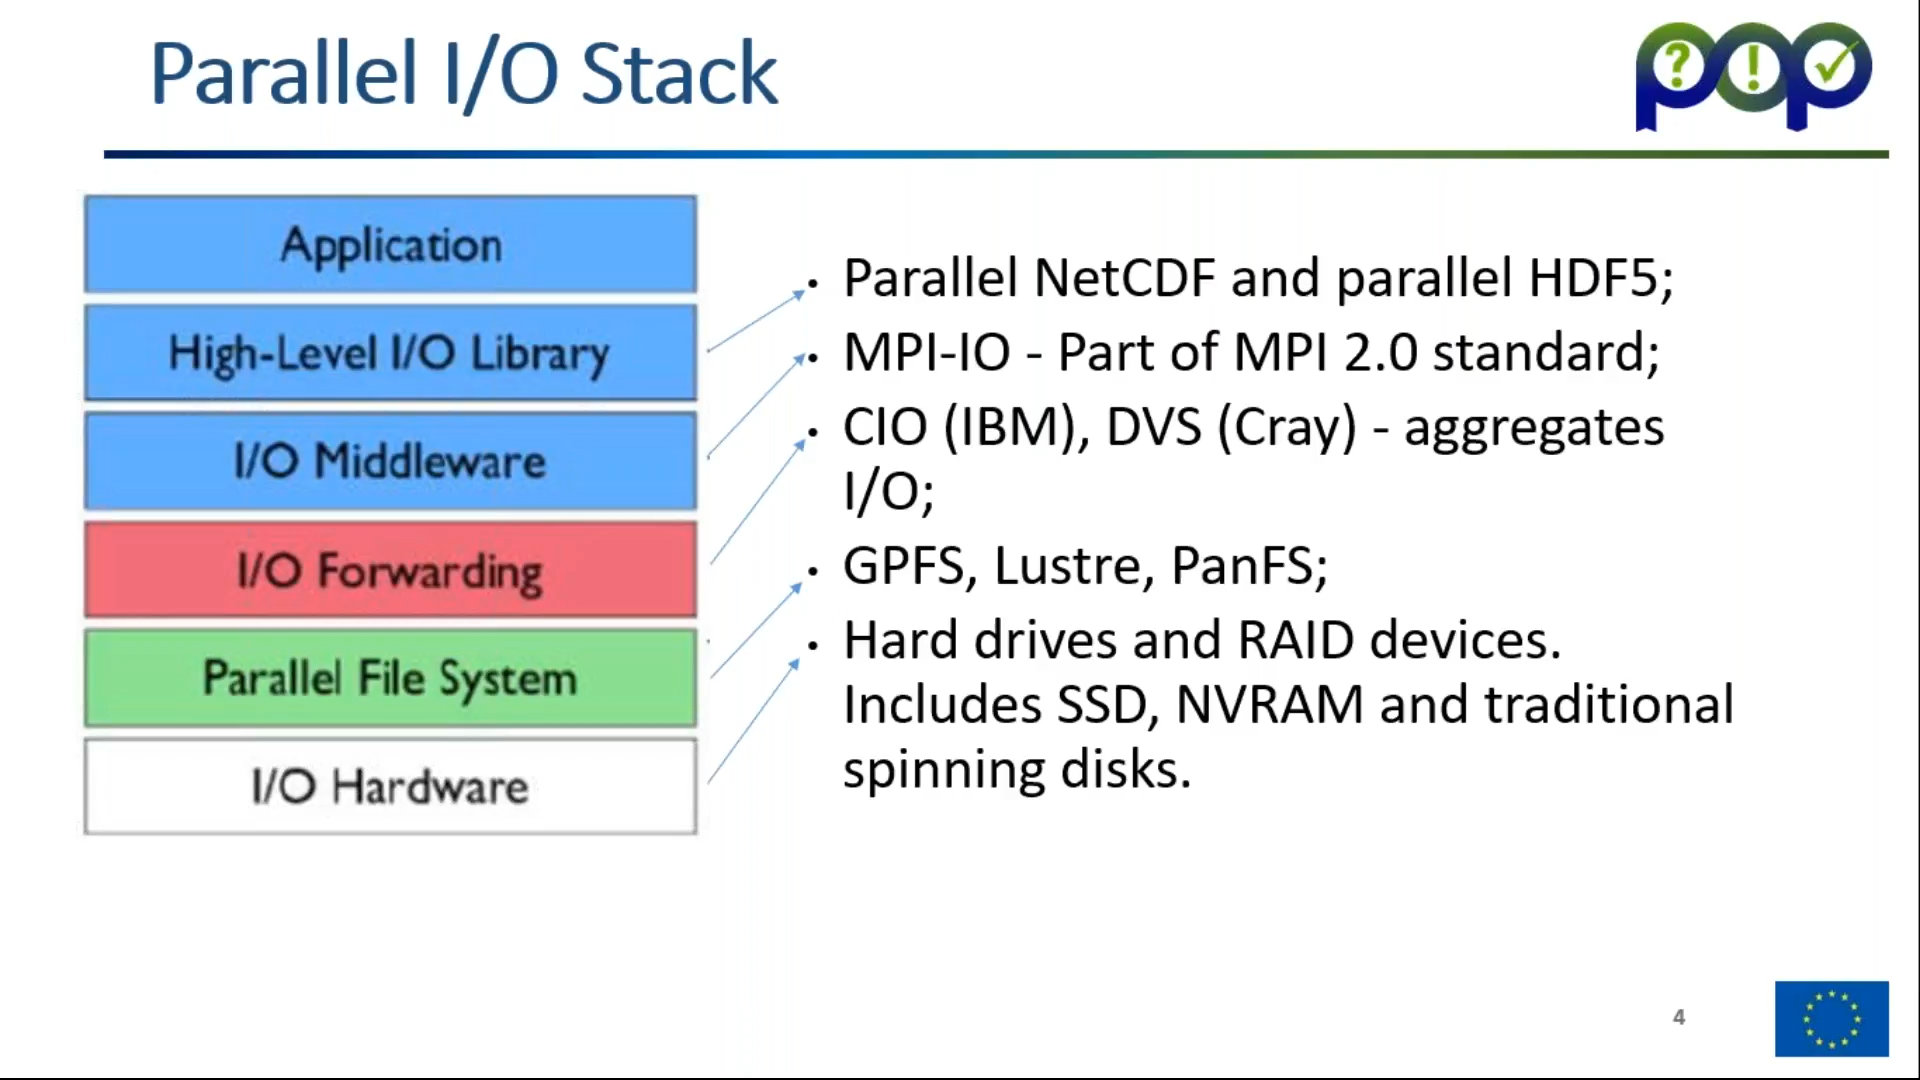 Parallel I/O Stack
pop
? !
Application
High-Level I/O Library
I/O Middleware
I/O Forwarding
Parallel File System
I/O Hardware
• Parallel NetCDF and parallel HDF5;
• MPI-IO - Part of MPI 2.0 standard;
• CIO (IBM), DVS (Cray) - aggregates
I/O;
• GPFS, Lustre, PanFS;
• Hard drives and RAID devices.
Includes SSD, NVRAM and traditional
spinning disks.
4